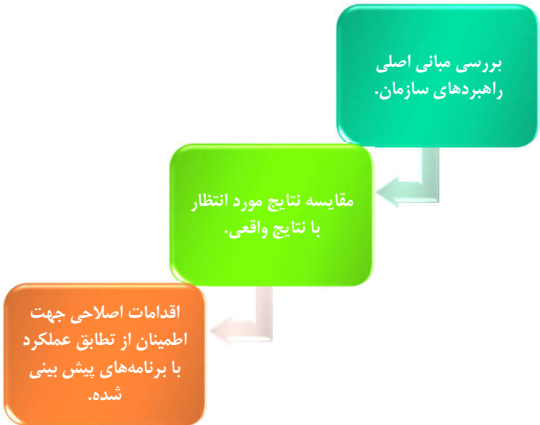 بررسی مبانی اصلی
راهبردهای سازمان.
مقایسه نتایج مورد انتظار
با نتایج واقعی.
اقدامات اصلاحی جهت
اطمینان از تطابق عملکرد
با برنامه‌های پیش بینی
شده.